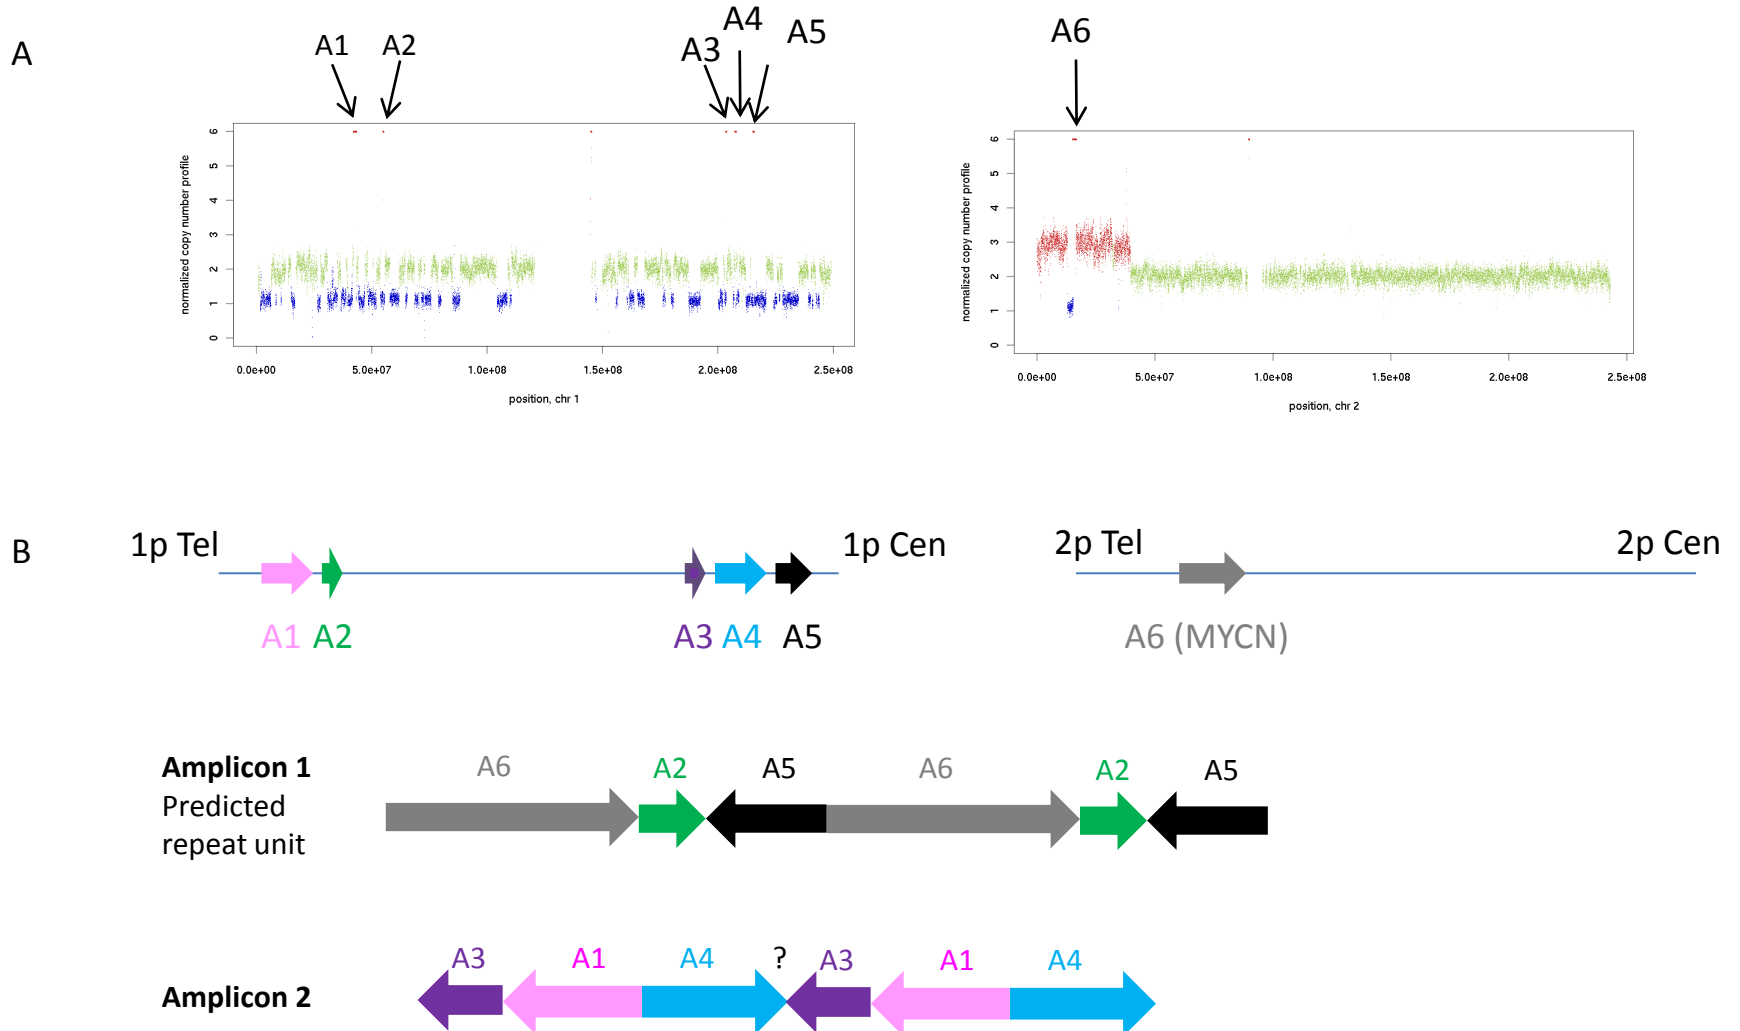 A
A1
A2
A3
A4
A5
A6
normalized copy number profile
6
5
4
3
2
1
0
0.0e+00
5.0e+07
1.0e+08
1.5e+08
2.0e+08
2.5e+08
position, chr 1
normalized copy number profile
6
5
4
3
2
1
0
0.0e+00
5.0e+07
1.0e+08
1.5e+08
2.0e+08
2.5e+08
position, chr 2
B
1p Tel
1p Cen
2p Tel
2p Cen
A1
A2
A3
A4
A5
A6 (MYCN)
Amplicon 1
Predicted
repeat unit
A6
A2
A5
A6
A2
A5
Amplicon 2
A3
A1
A4
?
A3
A1
A4